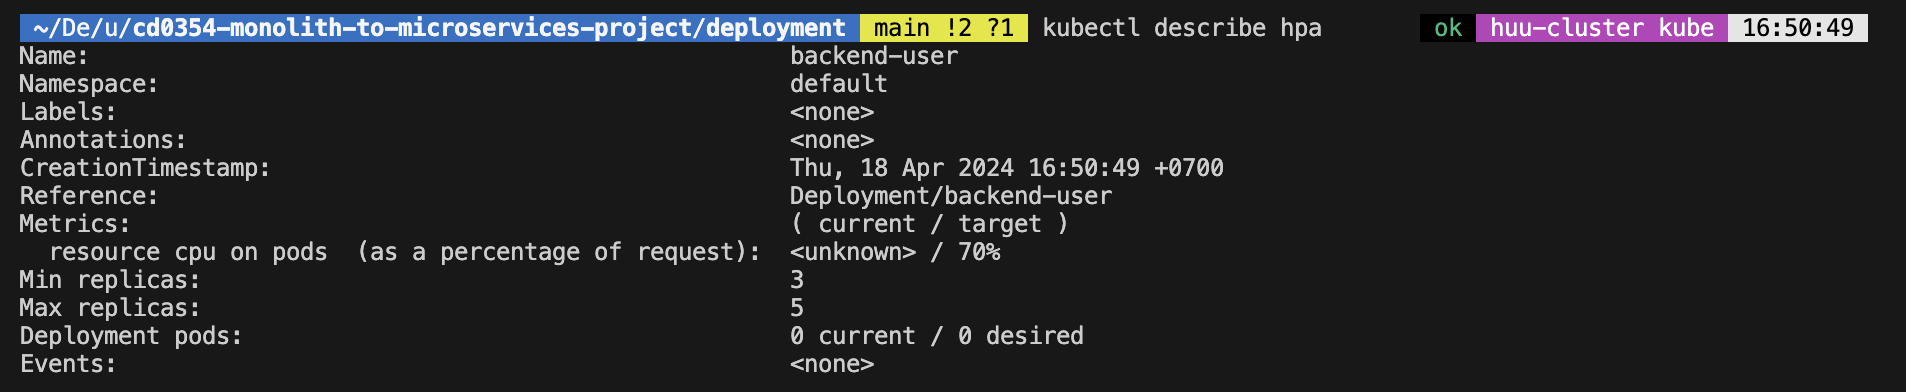 ~/De/u/cd0354-monolith-to-microservices-project/deployment main !2 ?1 kubectl describe hpa ok huu-cluster kube 16:50:49
Name: backend-user
Namespace: default
Labels: <none>
Annotations: <none>
CreationTimestamp: Thu, 18 Apr 2024 16:50:49 +0700
Reference: Deployment/backend-user
Metrics: ( current / target )
resource cpu on pods (as a percentage of request): <unknown> / 70%
Min replicas: 3
Max replicas: 5
Deployment pods: 0 current / 0 desired
Events: <none>